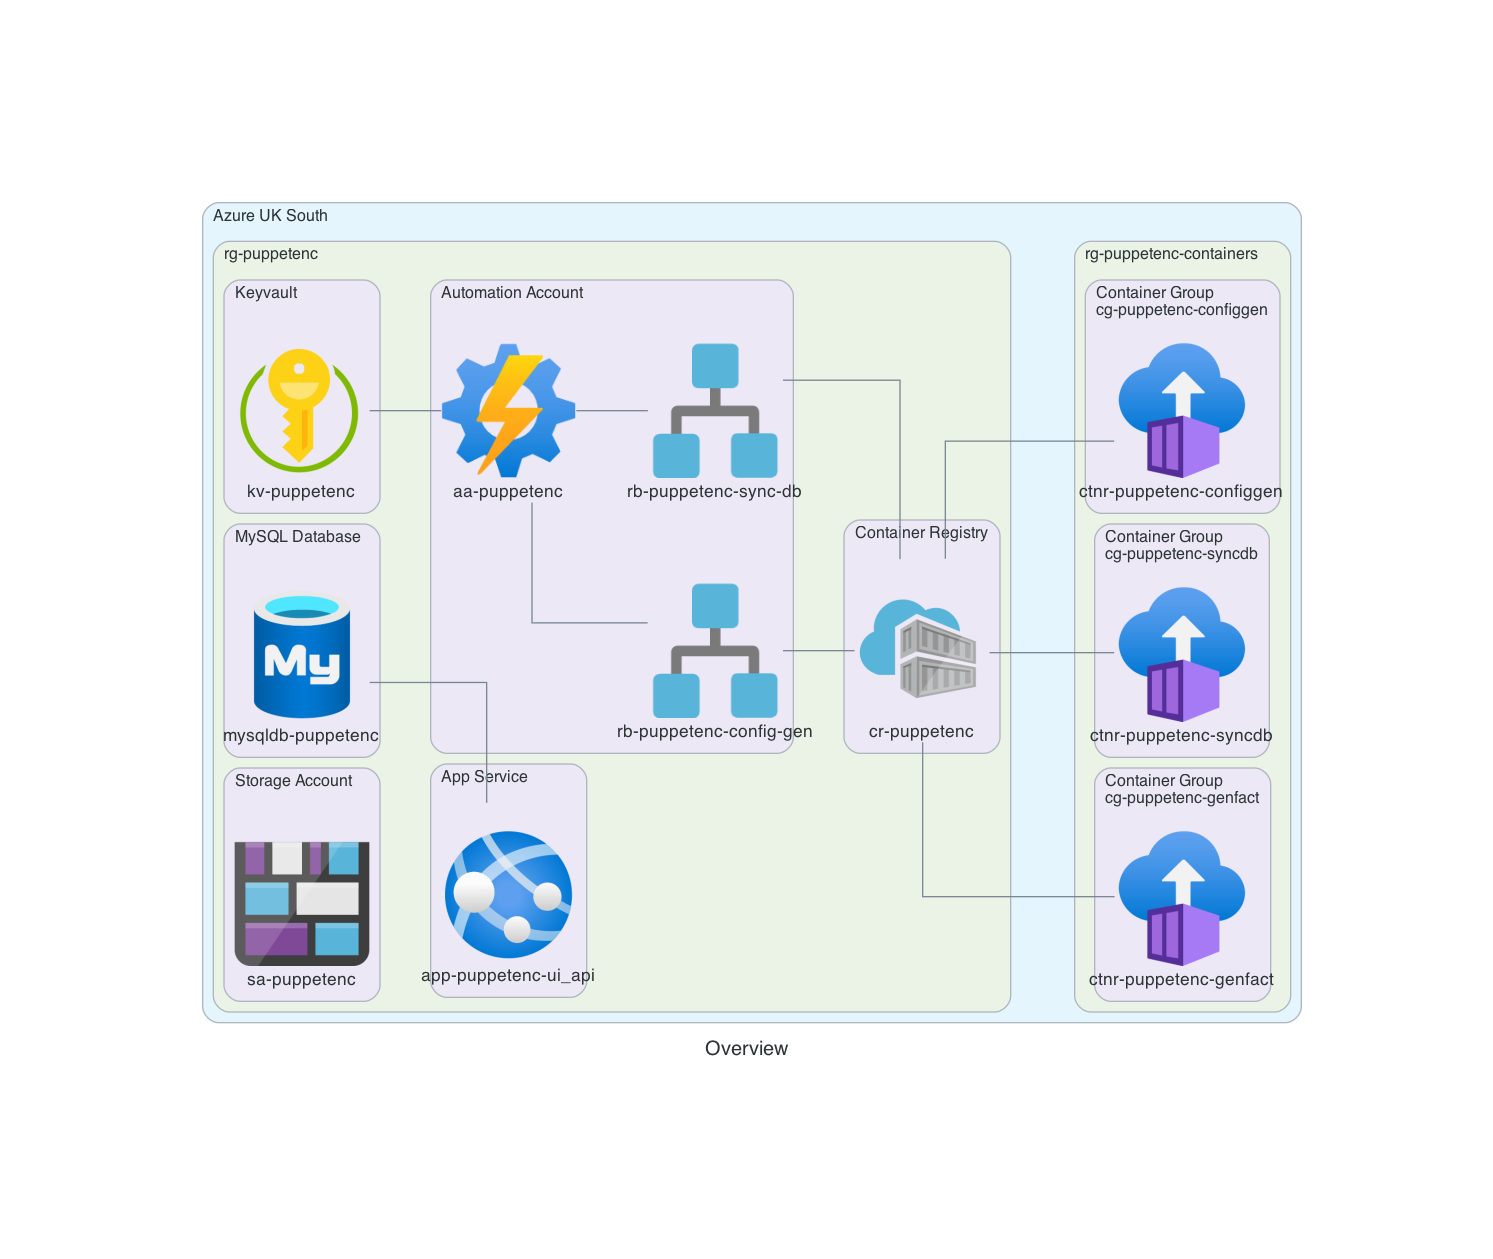 Azure UK South
rg-puppetenc
rg-puppetenc-containers
Keyvault
kv-puppetenc
Automation Account
aa-puppetenc
rb-puppetenc-sync-db
rb-puppetenc-config-gen
MySQL Database
My
mysqldb-puppetenc
Storage Account
sa-puppetenc
App Service
app-puppetenc-ui_api
Container Registry
cr-puppetenc
Container Group
cg-puppetenc-configgen
ctnr-puppetenc-configgen
Container Group
cg-puppetenc-syncdb
ctnr-puppetenc-syncdb
Container Group
cg-puppetenc-genfact
ctnr-puppetenc-genfact
Overview